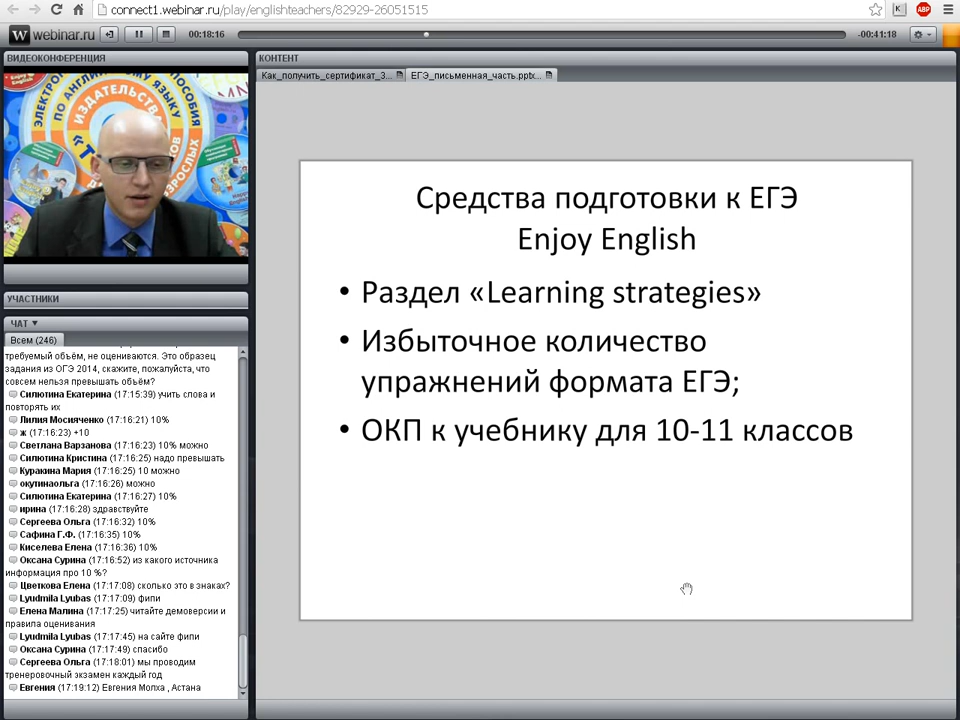 connect1.webinar.ru/play/englishteachers/82929-26051515
K
ABP
W webinar.ru
00:18:16
-00:41:18
ВИДЕОКОНФЕРЕНЦИЯ
ЭЛЕКТРОН
ПО АНГЛИЙСКОМУ ЯЗЫКУ
ПОСОБИЯ
ИЗДАТЕЛЬСТВ
УЧАСТНИКИ
ЧАТ
Всем (246)
требуемый объём, не оцениваются. Это образец
задания из ОГЭ 2014, скажите, пожалуйста, что
совсем нельзя превышать объём?
Силютина Екатерина (17:15:39) учить слова и
повторять их
Лилия Мосияченко (17:16:21) 10%
ж (17:16:23) +10
Светлана Варзанова (17:16:23) 10% можно
Силютина Кристина (17:16:25) надо превышать
Куракина Мария (17:16:25) 10 можно
окутинаольга (17:16:26) можно
Силютина Екатерина (17:16:27) 10%
ирина (17:16:28) здравствуйте
Сергеева Ольга (17:16:32) 10%
Сафина Г.Ф. (17:16:35) 10%
Киселева Елена (17:16:36) 10%
Оксана Сурина (17:16:52) из какого источника
информация про 10 %?
Цветкова Елена (17:17:08) сколько это в знаках?
Lyudmila Lyubas (17:17:09) фипи
Елена Малина (17:17:25) читайте демоверсии и
правила оценивания
Lyudmila Lyubas (17:17:45) на сайте фипи
Оксана Сурина (17:17:49) спасибо
Сергеева Ольга (17:18:01) мы проводим
тренеровочный экзамен каждый год
Евгения (17:19:12) Евгения Молха , Астана
КОНТЕНТ
Как_получить_сертификат_3...
ЕГЭ_письменная_часть.pptx...
Средства подготовки к ЕГЭ
Enjoy English
• Раздел «Learning strategies»
• Избыточное количество
упражнений формата ЕГЭ;
• ОКП к учебнику для 10-11 классов